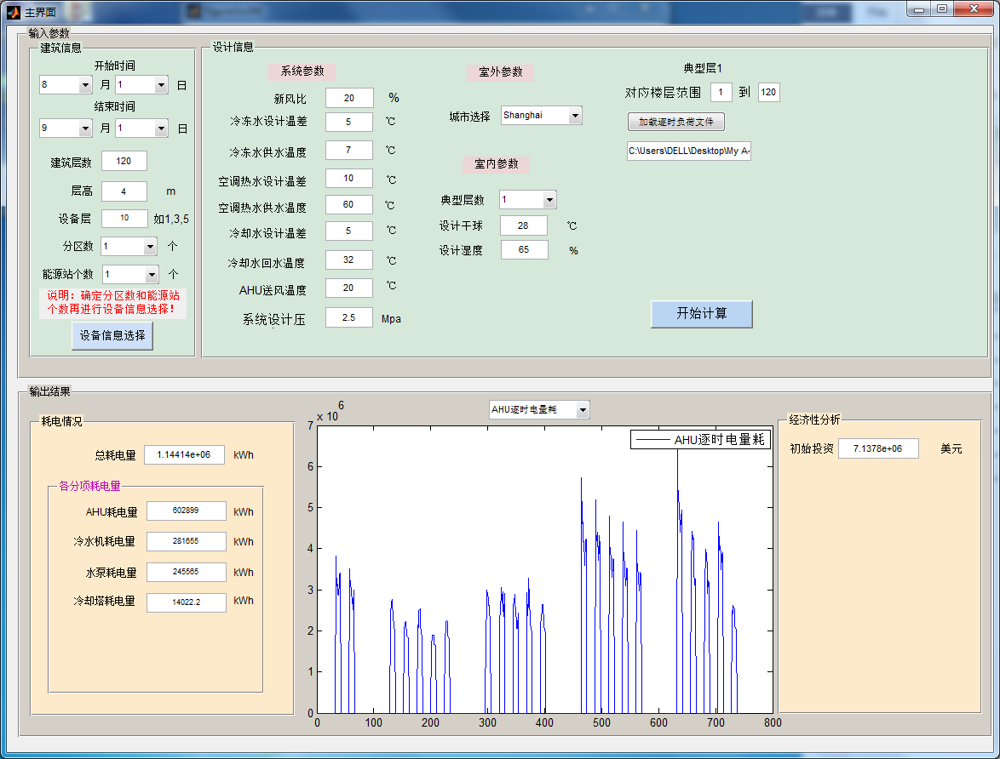 主界面
输入参数
建筑信息
开始时间
8 月 1 日
结束时间
9 月 1 日
建筑层数 120
层高 4 m
设备层 10 如1,3,5
分区数 1 个
能源站个数 1 个
说明：确定分区数和能源站
个数再进行设备信息选择！
设备信息选择
设计信息
系统参数
新风比 20 %
冷冻水设计温差 5 ℃
冷冻水供水温度 7 ℃
空调热水设计温差 10 ℃
空调热水供水温度 60 ℃
冷却水设计温差 5 ℃
冷却水回水温度 32 ℃
AHU送风温度 20 ℃
系统设计压 2.5 Mpa
室外参数
城市选择 Shanghai
室内参数
典型层数 1
设计干球 28 ℃
设计湿度 65 %
典型层1
对应楼层范围 1 到 120
加载逐时负荷文件
C:\Users\DELL\Desktop\My A
开始计算
输出结果
耗电情况
总耗电量 1.14414e+06 kWh
各分项耗电量
AHU耗电量 602899 kWh
冷水机耗电量 281655 kWh
水泵耗电量 245565 kWh
冷却塔耗电量 14022.2 kWh
AHU逐时电量耗
x 10 6
AHU逐时电量耗
7
6
5
4
3
2
1
0
0 100 200 300 400 500 600 700 800
经济性分析
初始投资 7.1378e+06 美元